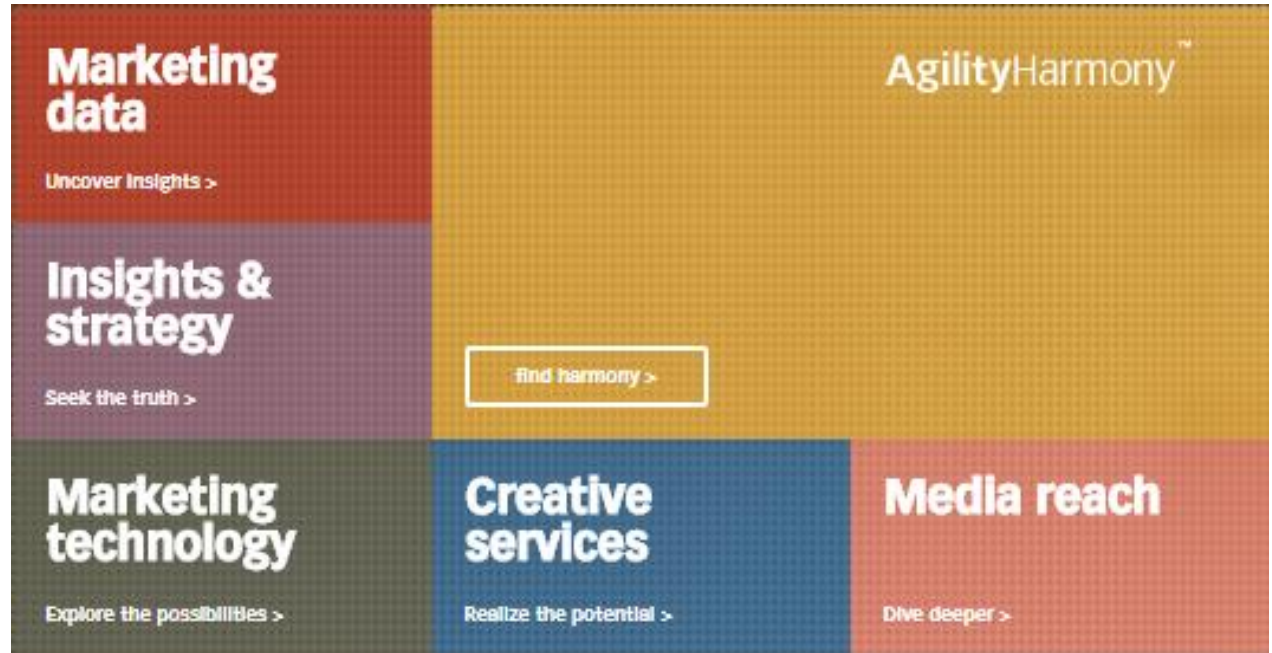 Marketing
data
Uncover insights >
AgilityHarmony™
find harmony >
Insights &
strategy
Seek the truth >
Marketing
technology
Explore the possibilities >
Creative
services
Realize the potential >
Media reach
Dive deeper >